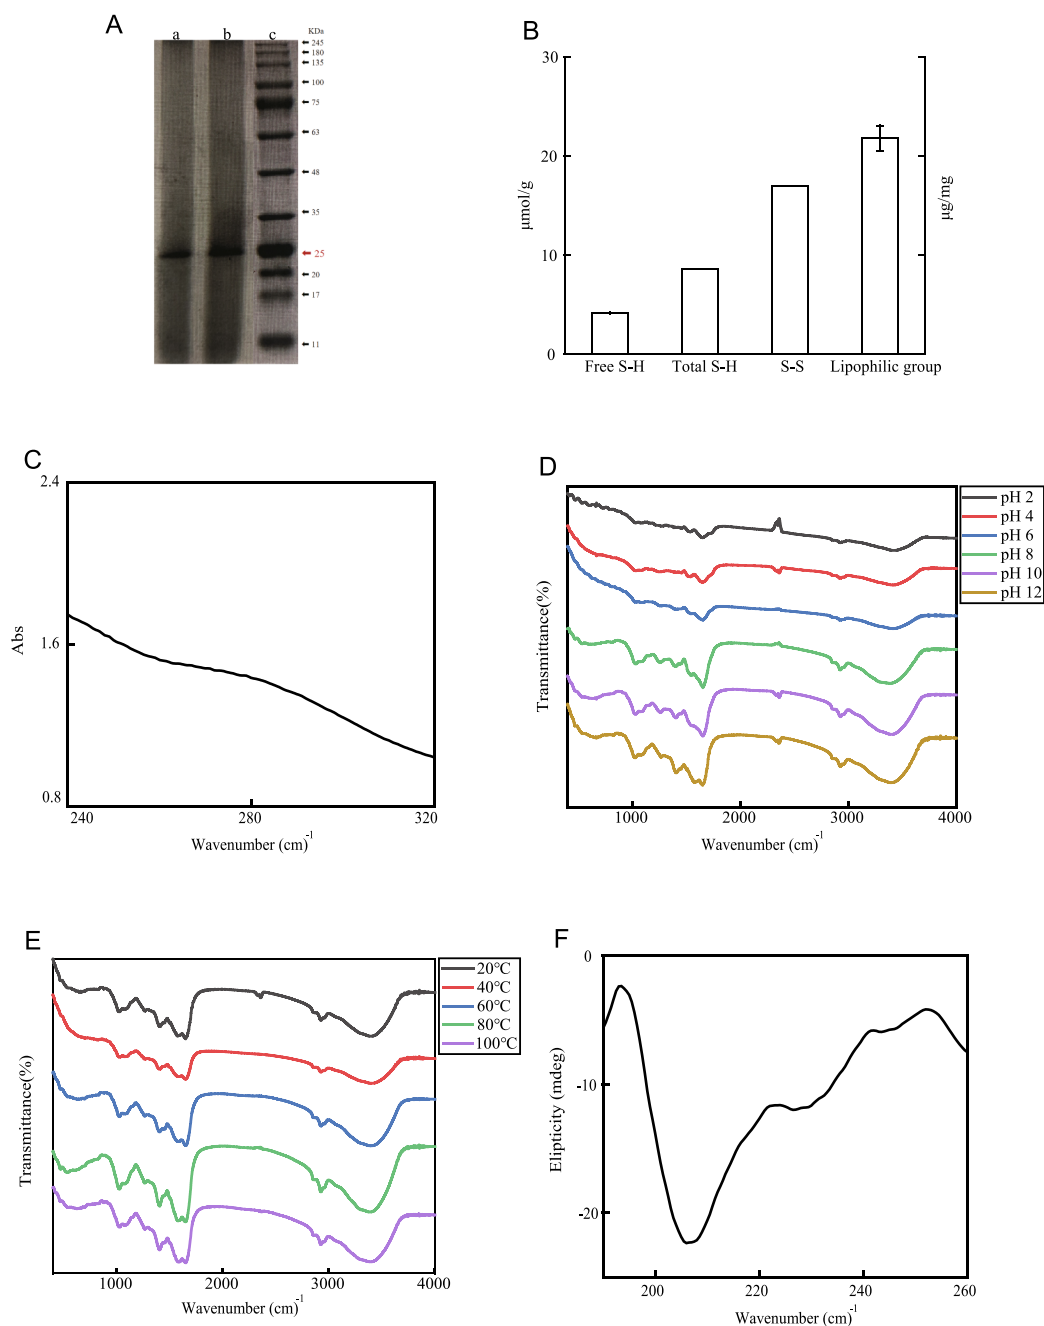 A
a b c
KDa
245
180
135
100
75
63
48
35
25
20
17
11
B
30
20
10
0
μmol/g
μg/mg
Free S-H Total S-H S-S Lipophilic group
C
2.4
1.6
0.8
Abs
240 280 320
Wavenumber (cm)-1
D
pH 2
pH 4
pH 6
pH 8
pH 10
pH 12
Transmittance(%)
1000 2000 3000 4000
Wavenumber (cm)-1
E
20°C
40°C
60°C
80°C
100°C
Transmittance(%)
1000 2000 3000 4000
Wavenumber (cm)-1
F
0
-10
-20
Elipticity (mdeg)
200 220 240 260
Wavenumber (cm)-1